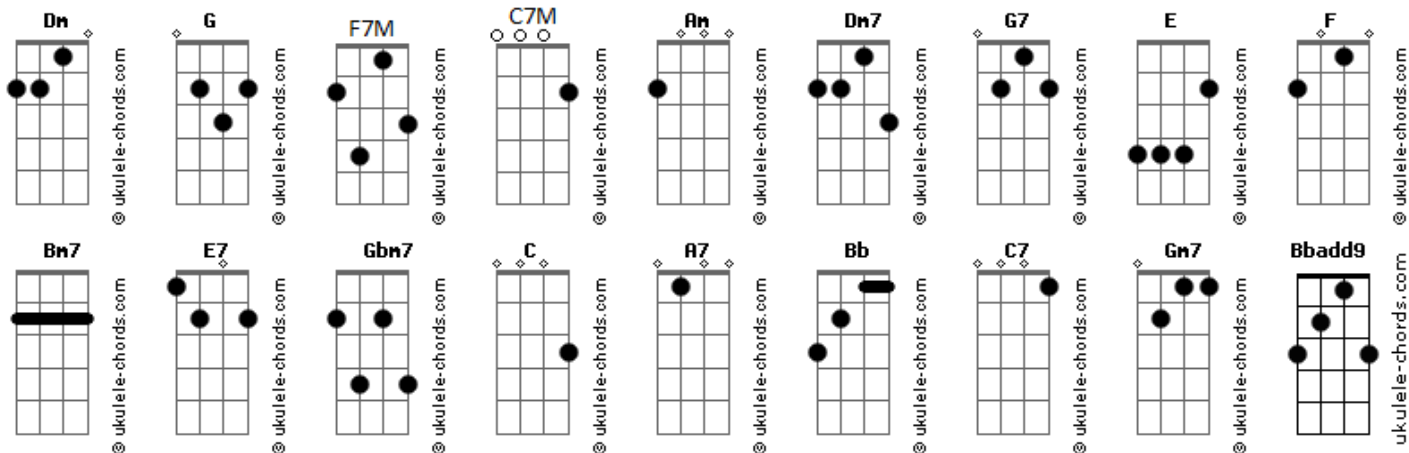 Dm G F7M C7M Am Dm7 G7 E F
© ukulele-chords.com © ukulele-chords.com © ukulele-chords.com © ukulele-chords.com © ukulele-chords.com © ukulele-chords.com © ukulele-chords.com © ukulele-chords.com © ukulele-chords.com
Bm7 E7 Gbm7 C A7 Bb C7 Gm7 Bbadd9
© ukulele-chords.com © ukulele-chords.com © ukulele-chords.com © ukulele-chords.com © ukulele-chords.com © ukulele-chords.com © ukulele-chords.com © ukulele-chords.com ukulele-chords.com